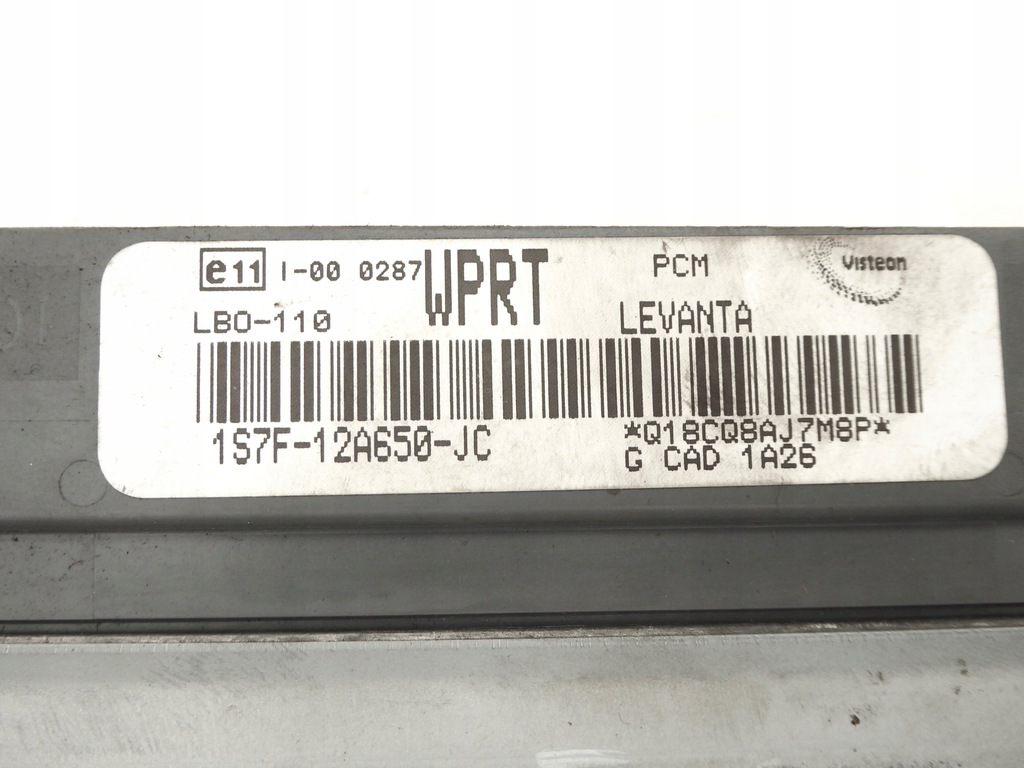 e11 I-00 0287 WPRT PCM Visteon
LBO-110 LEVANTA
1S7F-12A650-JC *Q18CQ8AJ7M8P*
G CAD 1A26